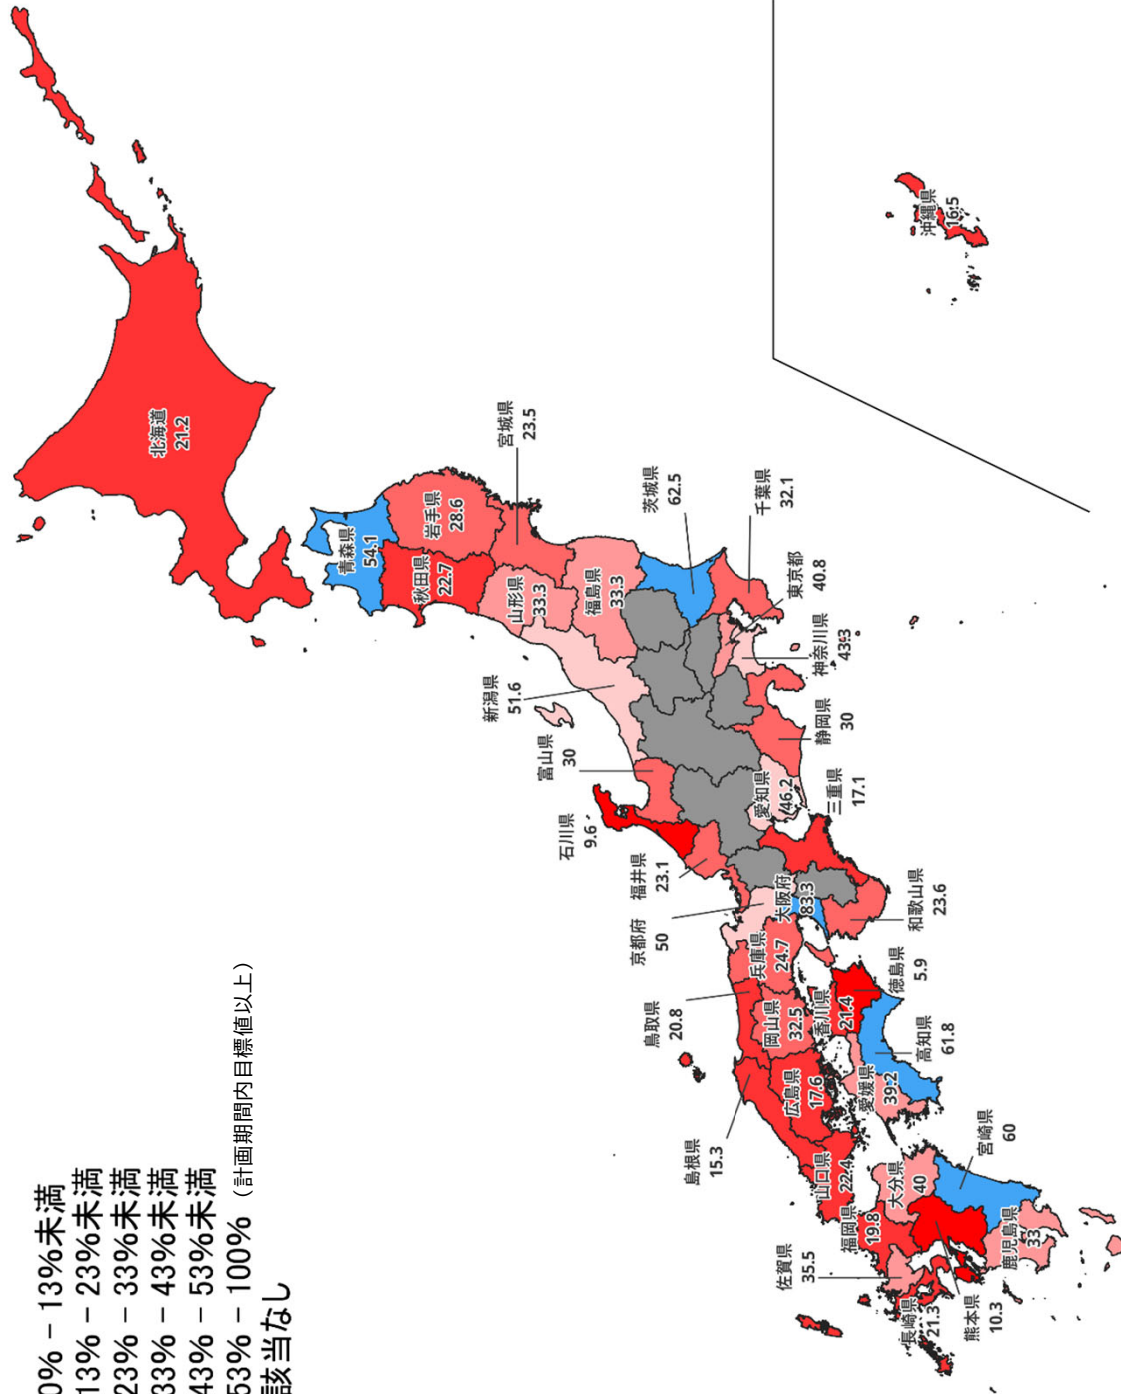 0% − 13%未満
13% − 23%未満
23% − 33%未満
33% − 43%未満
43% − 53%未満
53% − 100%（計画期間内目標値以上）
該当なし
北海道
21.2
青森県
54.1
岩手県
28.6
宮城県
23.5
秋田県
22.7
山形県
33.3
福島県
33.3
茨城県
62.5
千葉県
32.1
東京都
40.8
神奈川県
43.3
新潟県
51.6
富山県
30
石川県
9.6
福井県
23.1
静岡県
30
愛知県
46.2
三重県
17.1
京都府
50
大阪府
83.3
兵庫県
24.7
和歌山県
23.6
鳥取県
20.8
島根県
15.3
岡山県
32.5
広島県
17.6
山口県
22.4
徳島県
5.9
香川県
21.4
愛媛県
39.2
高知県
61.8
福岡県
19.8
佐賀県
35.5
長崎県
21.3
熊本県
10.3
大分県
40
宮崎県
60
鹿児島県
33
沖縄県
16.5